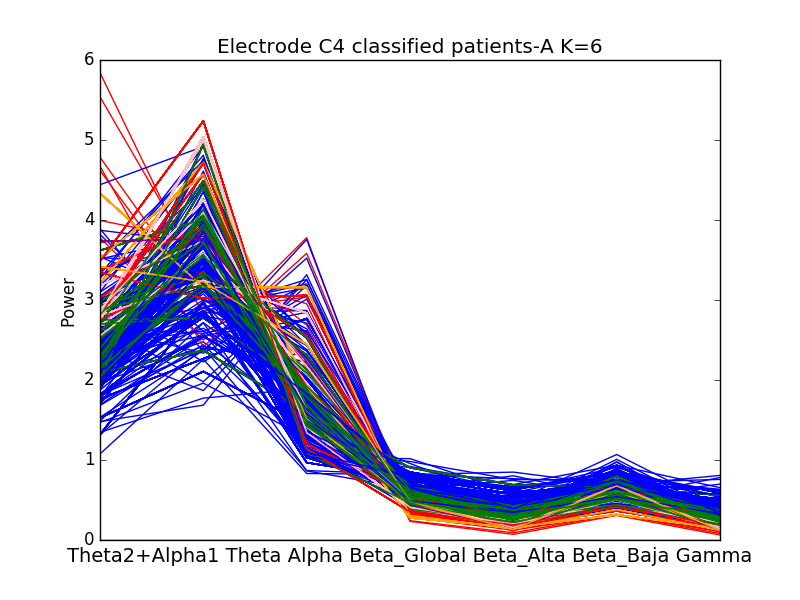 Electrode C4 classified patients-A K=6
6
5
4
3
2
1
0
Power
Theta2+Alpha1 Theta Alpha Beta_Global Beta_Alta Beta_Baja Gamma